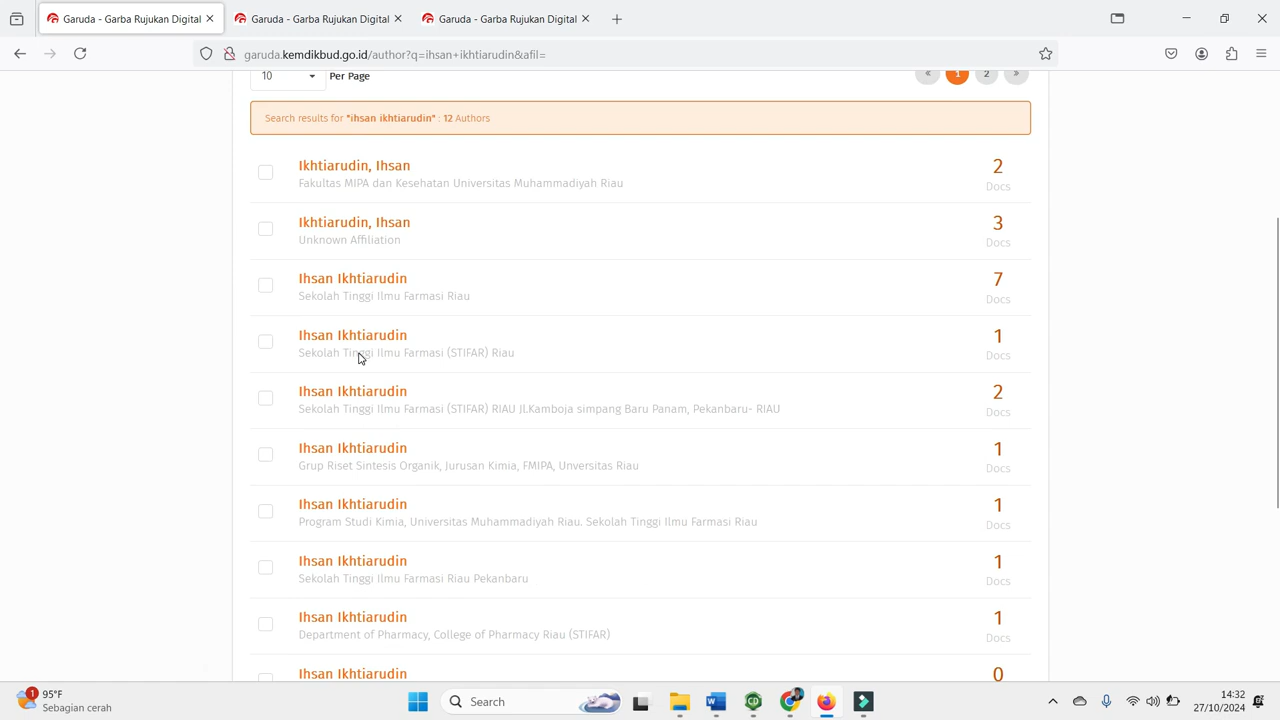 Garuda - Garba Rujukan Digital
Garuda - Garba Rujukan Digital
Garuda - Garba Rujukan Digital
garuda.kemdikbud.go.id/author?q=ihsan+ikhtiarudin&afil=
10
Per Page
«
1
2
»
Search results for "ihsan ikhtiarudin" : 12 Authors
Ikhtiarudin, Ihsan
Fakultas MIPA dan Kesehatan Universitas Muhammadiyah Riau
2
Docs
Ikhtiarudin, Ihsan
Unknown Affiliation
3
Docs
Ihsan Ikhtiarudin
Sekolah Tinggi Ilmu Farmasi Riau
7
Docs
Ihsan Ikhtiarudin
Sekolah Tinggi Ilmu Farmasi (STIFAR) Riau
1
Docs
Ihsan Ikhtiarudin
Sekolah Tinggi Ilmu Farmasi (STIFAR) RIAU Jl.Kamboja simpang Baru Panam, Pekanbaru- RIAU
2
Docs
Ihsan Ikhtiarudin
Grup Riset Sintesis Organik, Jurusan Kimia, FMIPA, Unversitas Riau
1
Docs
Ihsan Ikhtiarudin
Program Studi Kimia, Universitas Muhammadiyah Riau. Sekolah Tinggi Ilmu Farmasi Riau
1
Docs
Ihsan Ikhtiarudin
Sekolah Tinggi Ilmu Farmasi Riau Pekanbaru
1
Docs
Ihsan Ikhtiarudin
Department of Pharmacy, College of Pharmacy Riau (STIFAR)
1
Docs
Ihsan Ikhtiarudin
0
1
95°F
Sebagian cerah
Search
14:32
27/10/2024